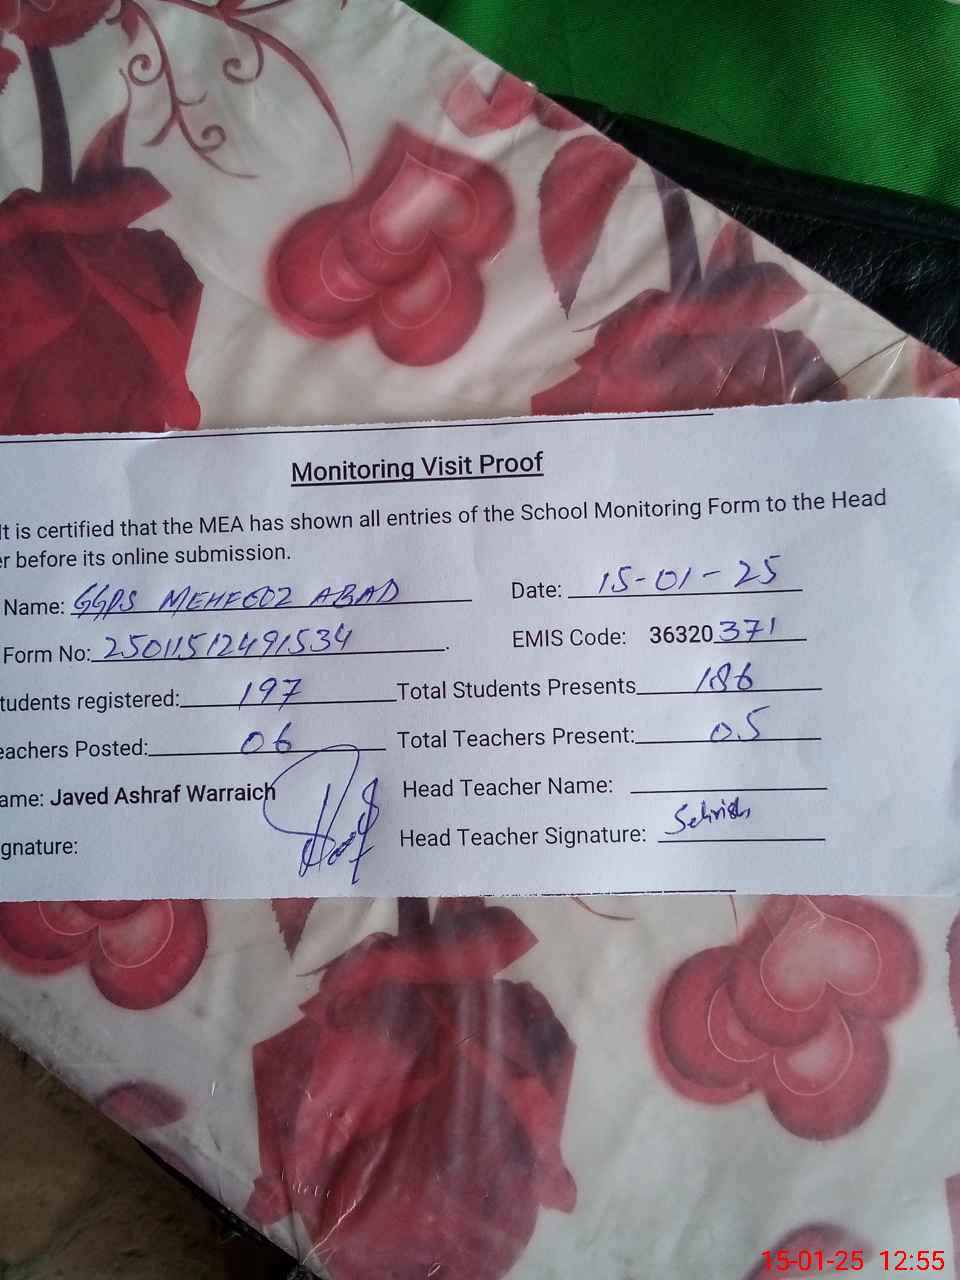 Monitoring Visit Proof
It is certified that the MEA has shown all entries of the School Monitoring Form to the Head
er before its online submission.
Name: GGPS MEHFOOZ ABAD Date: 15-01-25
Form No: 25011512491534. EMIS Code: 36320371
tudents registered: 197 Total Students Presents 186
eachers Posted: 06 Total Teachers Present: 05
ame: Javed Ashraf Warraich Head Teacher Name:
gnature: Head Teacher Signature: Sehrish
15-01-25 12:55